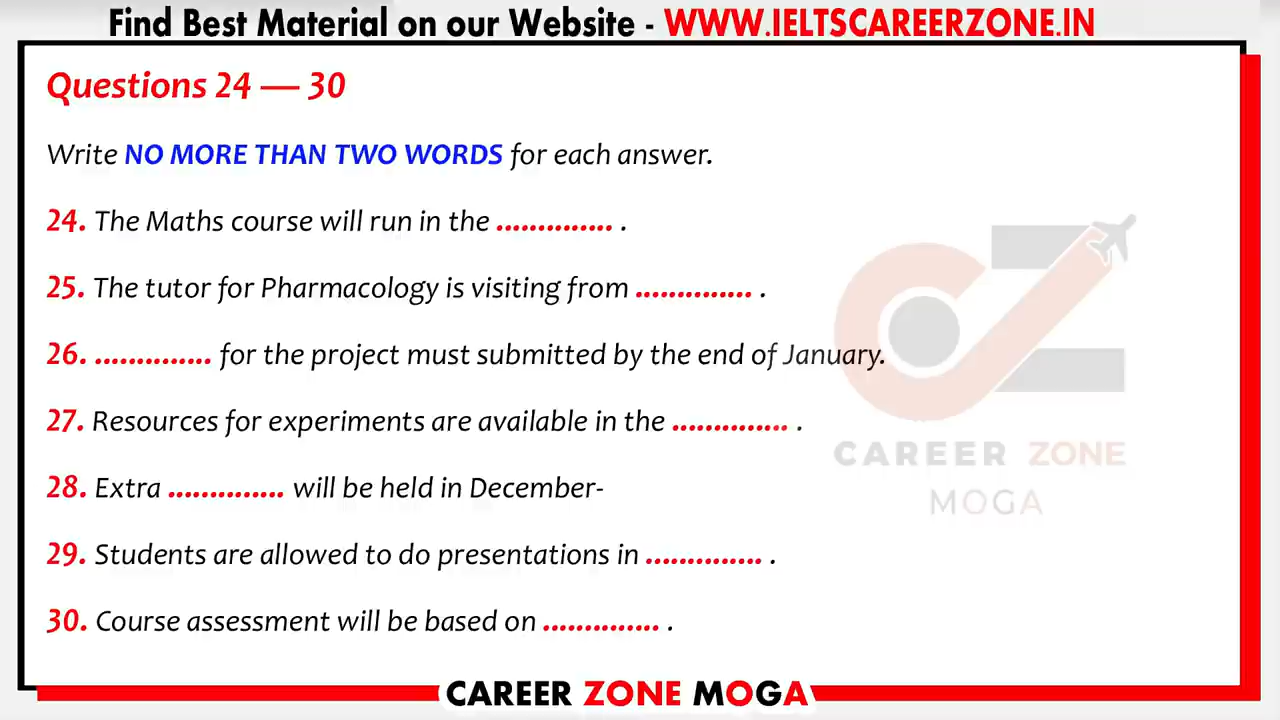 Find Best Material on our Website - WWW.IELTSCAREERZONE.IN
Questions 24 — 30
Write NO MORE THAN TWO WORDS for each answer.
24. The Maths course will run in the .............. .
25. The tutor for Pharmacology is visiting from .............. .
26. .............. for the project must submitted by the end of January.
27. Resources for experiments are available in the .............. .
28. Extra .............. will be held in December-
29. Students are allowed to do presentations in .............. .
30. Course assessment will be based on .............. .
CAREER ZONE
MOGA
CAREER ZONE MOGA